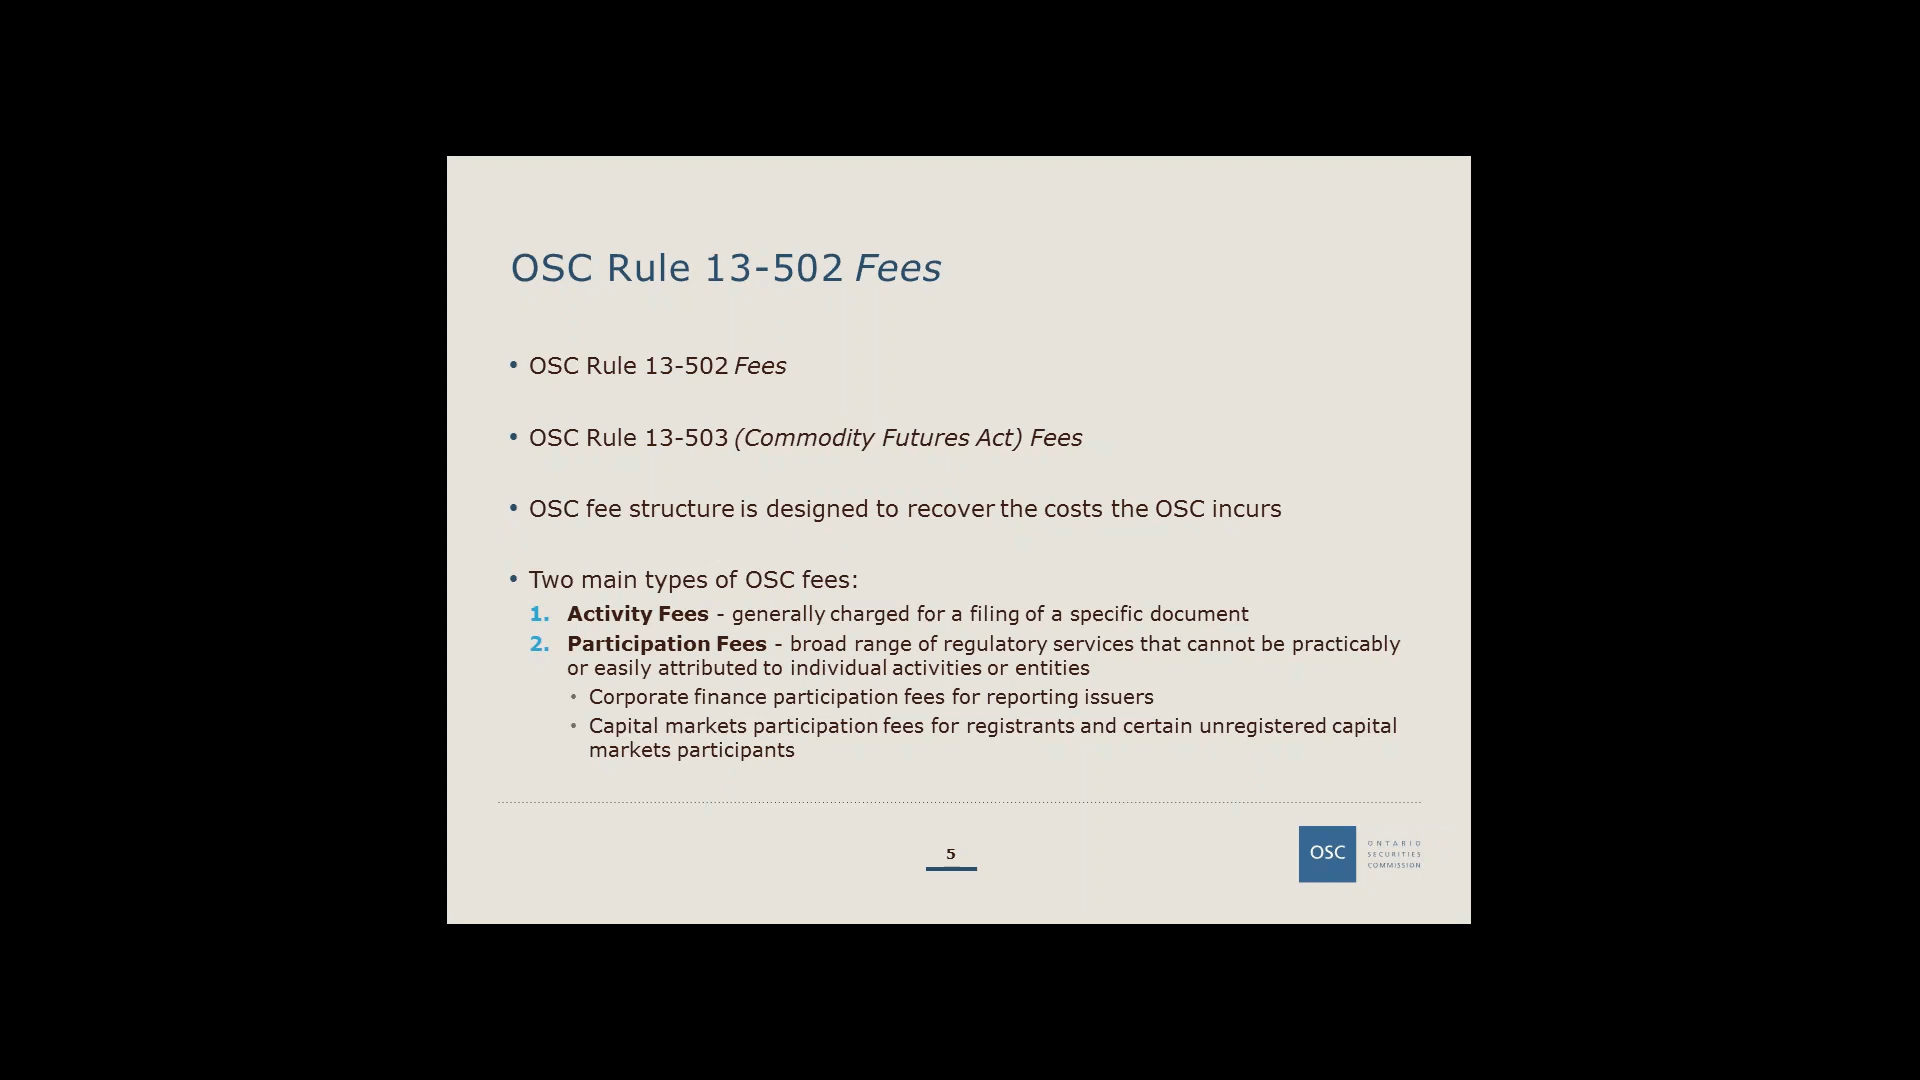 OSC Rule 13-502 Fees
• OSC Rule 13-502 Fees
• OSC Rule 13-503 (Commodity Futures Act) Fees
• OSC fee structure is designed to recover the costs the OSC incurs
• Two main types of OSC fees:
1. Activity Fees - generally charged for a filing of a specific document
2. Participation Fees - broad range of regulatory services that cannot be practicably
or easily attributed to individual activities or entities
• Corporate finance participation fees for reporting issuers
• Capital markets participation fees for registrants and certain unregistered capital
markets participants
5
OSC
ONTARIO
SECURITIES
COMMISSION